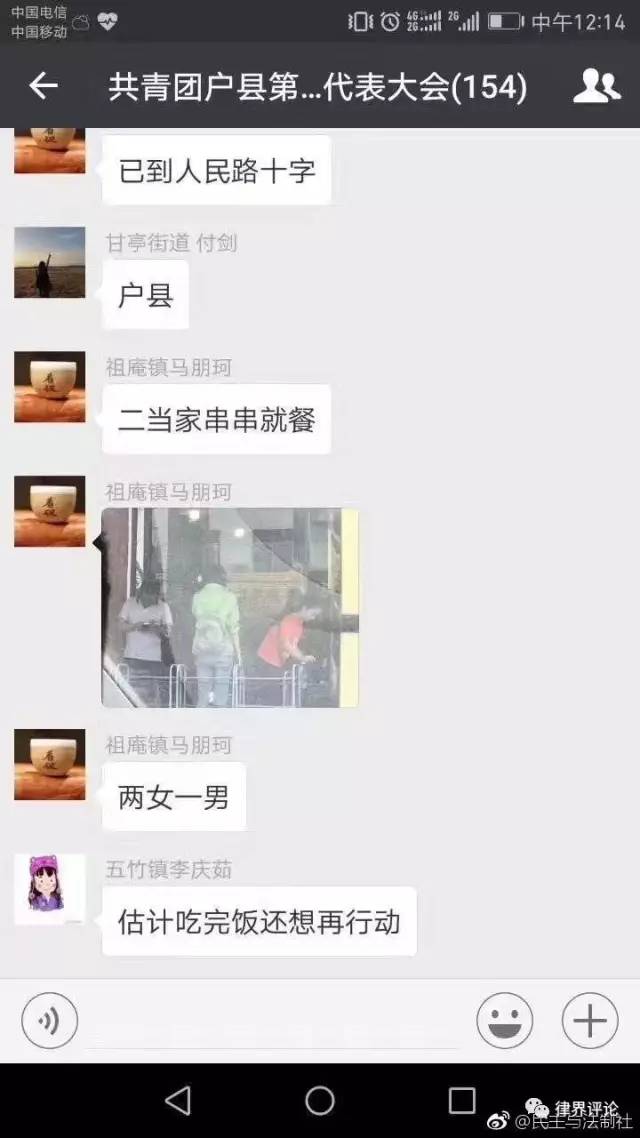 中国电信
中国移动
4G
2G
2G
中午12:14
共青团户县第...代表大会(154)
已到人民路十字
甘亭街道 付剑
户县
祖庵镇马朋珂
二当家串串就餐
祖庵镇马朋珂
祖庵镇马朋珂
两女一男
五竹镇李庆茹
估计吃完饭还想再行动
律界评论
@民主与法制社